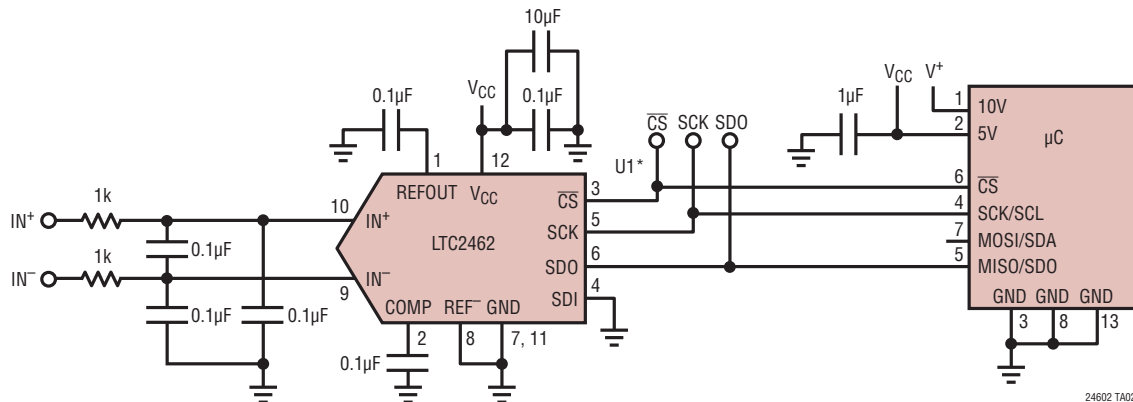 10µF
VCC
0.1µF
0.1µF
1
12
REFOUT
VCC
1k
IN+
10
IN+
0.1µF
1k
IN−
9
IN−
0.1µF
0.1µF
LTC2462
CS
3
SCK
5
SDO
6
SDI
4
COMP
REF−
GND
2
8
7, 11
0.1µF
CS
SCK
SDO
U1*
VCC
V+
1µF
1
10V
2
5V
µC
6
CS
4
SCK/SCL
7
MOSI/SDA
5
MISO/SDO
GND
GND
GND
3
8
13
24602 TA02